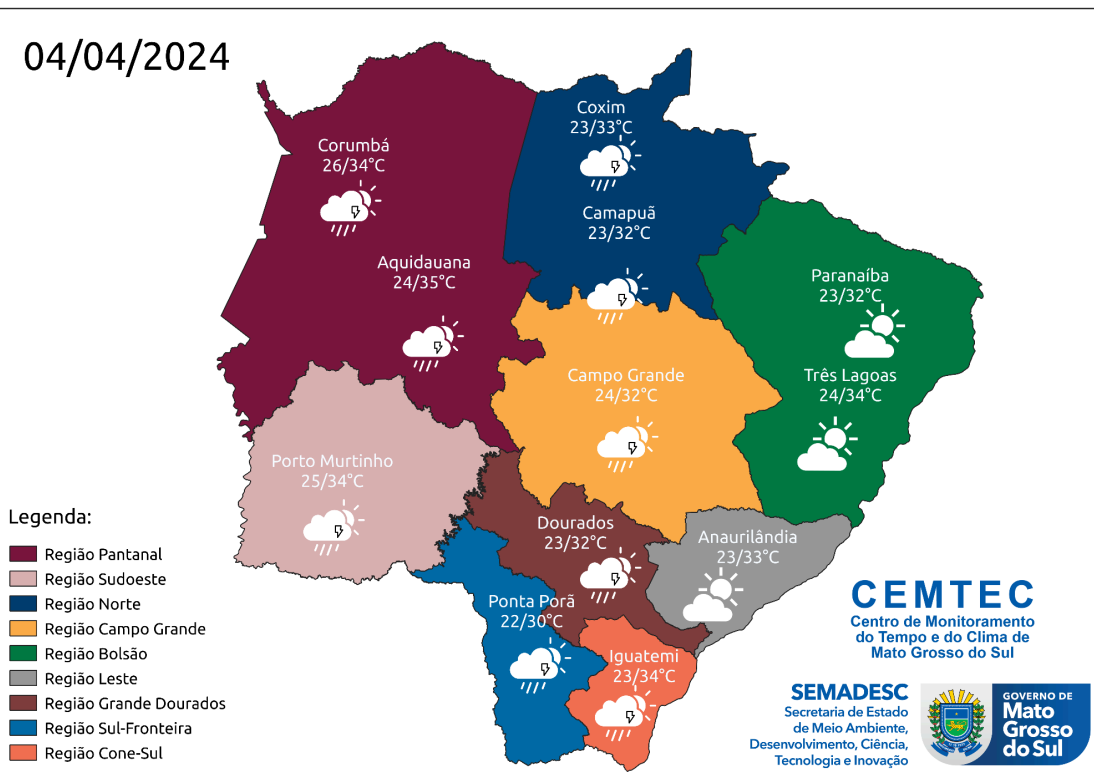 04/04/2024
Coxim
23/33°C
Corumbá
26/34°C
Camapuã
23/32°C
Aquidauana
24/35°C
Paranaíba
23/32°C
Campo Grande
24/32°C
Três Lagoas
24/34°C
Porto Murtinho
25/34°C
Dourados
23/32°C
Anaurilândia
23/33°C
Ponta Porã
22/30°C
Iguatemi
23/34°C
Legenda:
Região Pantanal
Região Sudoeste
Região Norte
Região Campo Grande
Região Bolsão
Região Leste
Região Grande Dourados
Região Sul-Fronteira
Região Cone-Sul
CEMTEC
Centro de Monitoramento
do Tempo e do Clima de
Mato Grosso do Sul
SEMADESC
Secretaria de Estado
de Meio Ambiente,
Desenvolvimento, Ciência,
Tecnologia e Inovação
GOVERNO DE
Mato
Grosso
do Sul